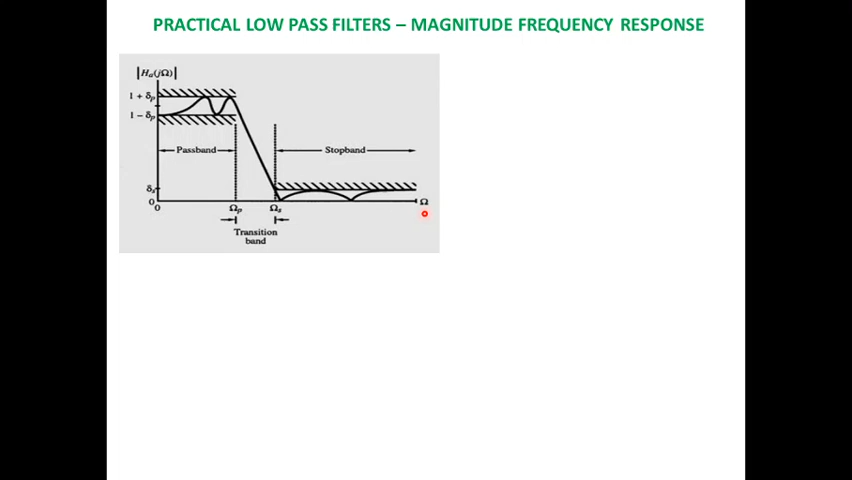 PRACTICAL LOW PASS FILTERS – MAGNITUDE FREQUENCY RESPONSE
|Hₐ(jΩ)|
1 + δₚ
1 − δₚ
Passband
Stopband
δₛ
0
0
Ωₚ
Ωₛ
Ω
Transition
band